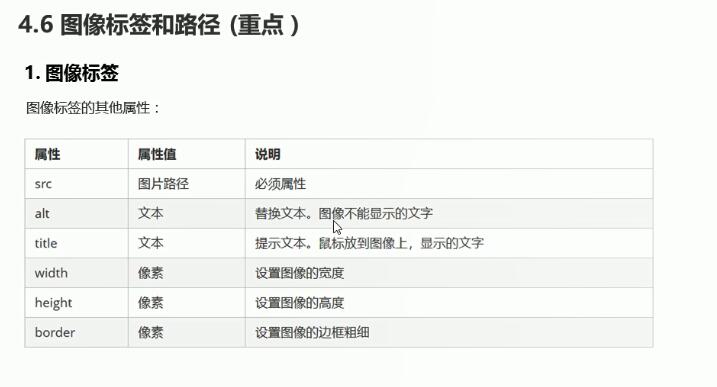 4.6 图像标签和路径 (重点)
1. 图像标签
图像标签的其他属性：
属性 属性值 说明
src 图片路径 必须属性
alt 文本 替换文本。图像不能显示的文字
title 文本 提示文本。鼠标放到图像上，显示的文字
width 像素 设置图像的宽度
height 像素 设置图像的高度
border 像素 设置图像的边框粗细